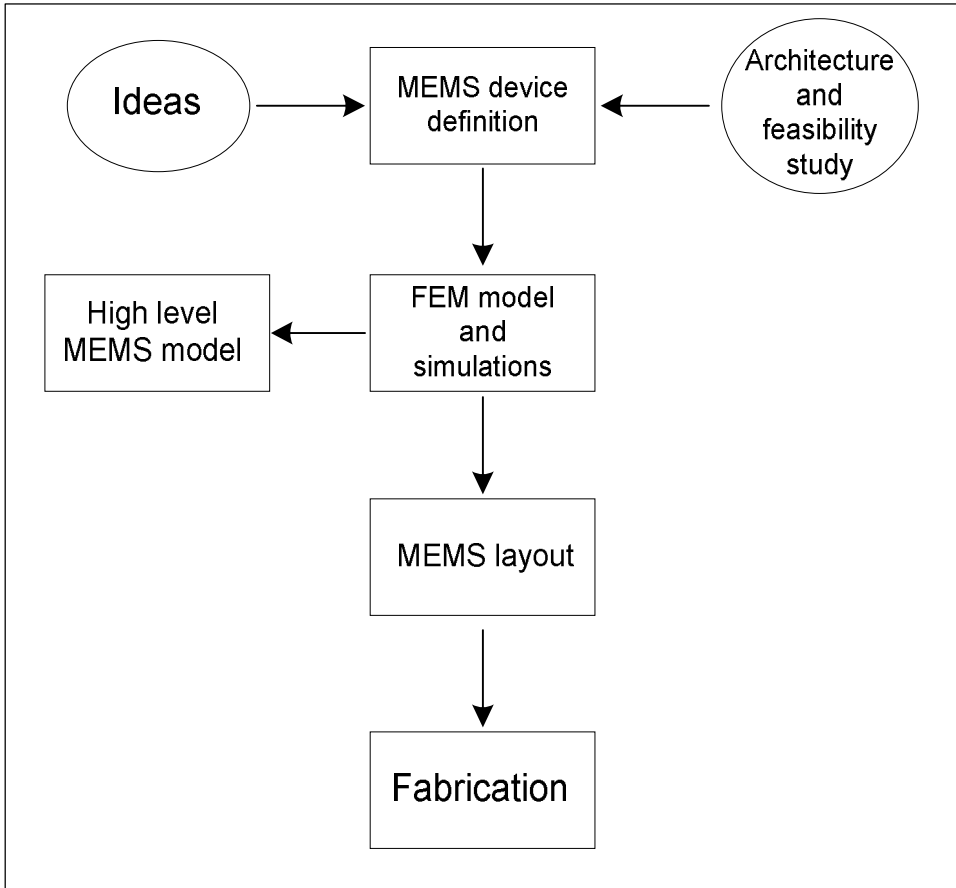 Ideas
MEMS device
definition
Architecture
and
feasibility
study
High level
MEMS model
FEM model
and
simulations
MEMS layout
Fabrication